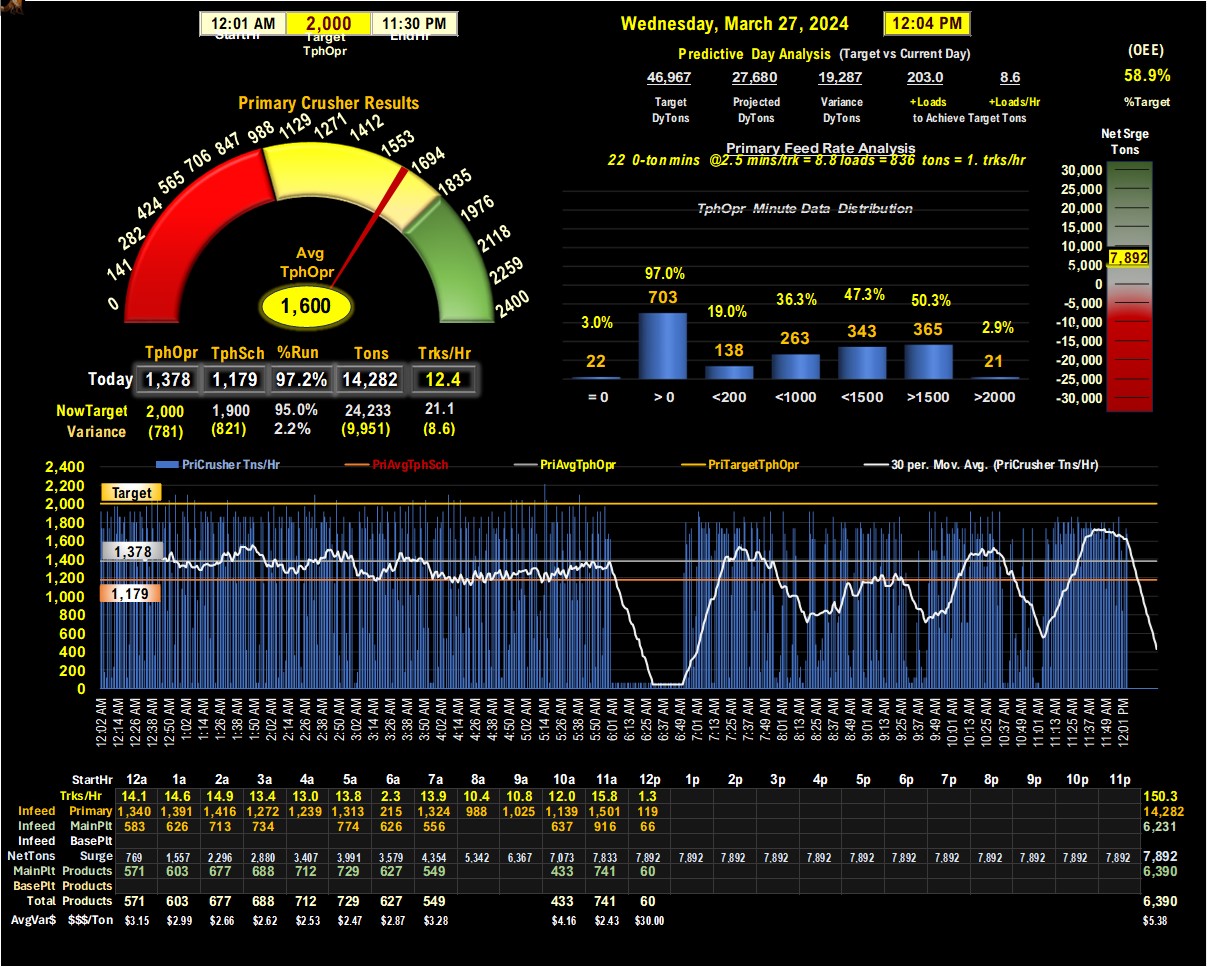 12:01 AM 2,000 11:30 PM
StartHr Target EndHr
TphOpr
Wednesday, March 27, 2024 12:04 PM
Predictive Day Analysis (Target vs Current Day)
46,967 27,680 19,287 203.0 8.6
Target Projected Variance +Loads +Loads/Hr
DyTons DyTons DyTons to Achieve Target Tons
(OEE)
58.9%
%Target
Primary Crusher Results
0 141 282 424 565 706 847 988 1129 1271 1412 1553 1694 1835 1976 2118 2259 2400
Avg
TphOpr
1,600
TphOpr TphSch %Run Tons Trks/Hr
Today 1,378 1,179 97.2% 14,282 12.4
NowTarget 2,000 1,900 95.0% 24,233 21.1
Variance (781) (821) 2.2% (9,951) (8.6)
Primary Feed Rate Analysis
22 0-ton mins @2.5 mins/trk = 8.8 loads = 836 tons = 1. trks/hr
TphOpr Minute Data Distribution
3.0% 97.0% 19.0% 36.3% 47.3% 50.3% 2.9%
22 703 138 263 343 365 21
= 0 > 0 <200 <1000 <1500 >1500 >2000
Net Srge
Tons
30,000
25,000
20,000
15,000
10,000
7,892
5,000
0
-5,000
-10,000
-15,000
-20,000
-25,000
-30,000
PriCrusher Tns/Hr PriAvgTphSch PriAvgTphOpr PriTargetTphOpr 30 per. Mov. Avg. (PriCrusher Tns/Hr)
2,400
2,200
Target
2,000
1,800
1,600
1,378
1,400
1,200
1,179
1,000
800
600
400
200
0
12:02 AM 12:14 AM 12:26 AM 12:38 AM 12:50 AM 1:02 AM 1:14 AM 1:26 AM 1:38 AM 1:50 AM 2:02 AM 2:14 AM 2:26 AM 2:38 AM 2:50 AM 3:02 AM 3:14 AM 3:26 AM 3:38 AM 3:50 AM 4:02 AM 4:14 AM 4:26 AM 4:38 AM 4:50 AM 5:02 AM 5:14 AM 5:26 AM 5:38 AM 5:50 AM 6:01 AM 6:13 AM 6:25 AM 6:37 AM 6:49 AM 7:01 AM 7:13 AM 7:25 AM 7:37 AM 7:49 AM 8:01 AM 8:13 AM 8:25 AM 8:37 AM 8:49 AM 9:01 AM 9:13 AM 9:25 AM 9:37 AM 9:49 AM 10:01 AM 10:13 AM 10:25 AM 10:37 AM 10:49 AM 11:01 AM 11:13 AM 11:25 AM 11:37 AM 11:49 AM 12:01 PM
StartHr 12a 1a 2a 3a 4a 5a 6a 7a 8a 9a 10a 11a 12p 1p 2p 3p 4p 5p 6p 7p 8p 9p 10p 11p
Trks/Hr 14.1 14.6 14.9 13.4 13.0 13.8 2.3 13.9 10.4 10.8 12.0 15.8 1.3 150.3
Infeed Primary 1,340 1,391 1,416 1,272 1,239 1,313 215 1,324 988 1,025 1,139 1,501 119 14,282
Infeed MainPlt 583 626 713 734 774 626 556 637 916 66 6,231
Infeed BasePlt
NetTons Surge 769 1,557 2,296 2,880 3,407 3,991 3,579 4,354 5,342 6,367 7,073 7,833 7,892 7,892 7,892 7,892 7,892 7,892 7,892 7,892 7,892 7,892 7,892 7,892 7,892
MainPlt Products 571 603 677 688 712 729 627 549 433 741 60 6,390
BasePlt Products
Total Products 571 603 677 688 712 729 627 549 433 741 60 6,390
AvgVar$ $$$/Ton $3.15 $2.99 $2.66 $2.62 $2.53 $2.47 $2.87 $3.28 $4.16 $2.43 $30.00 $5.38